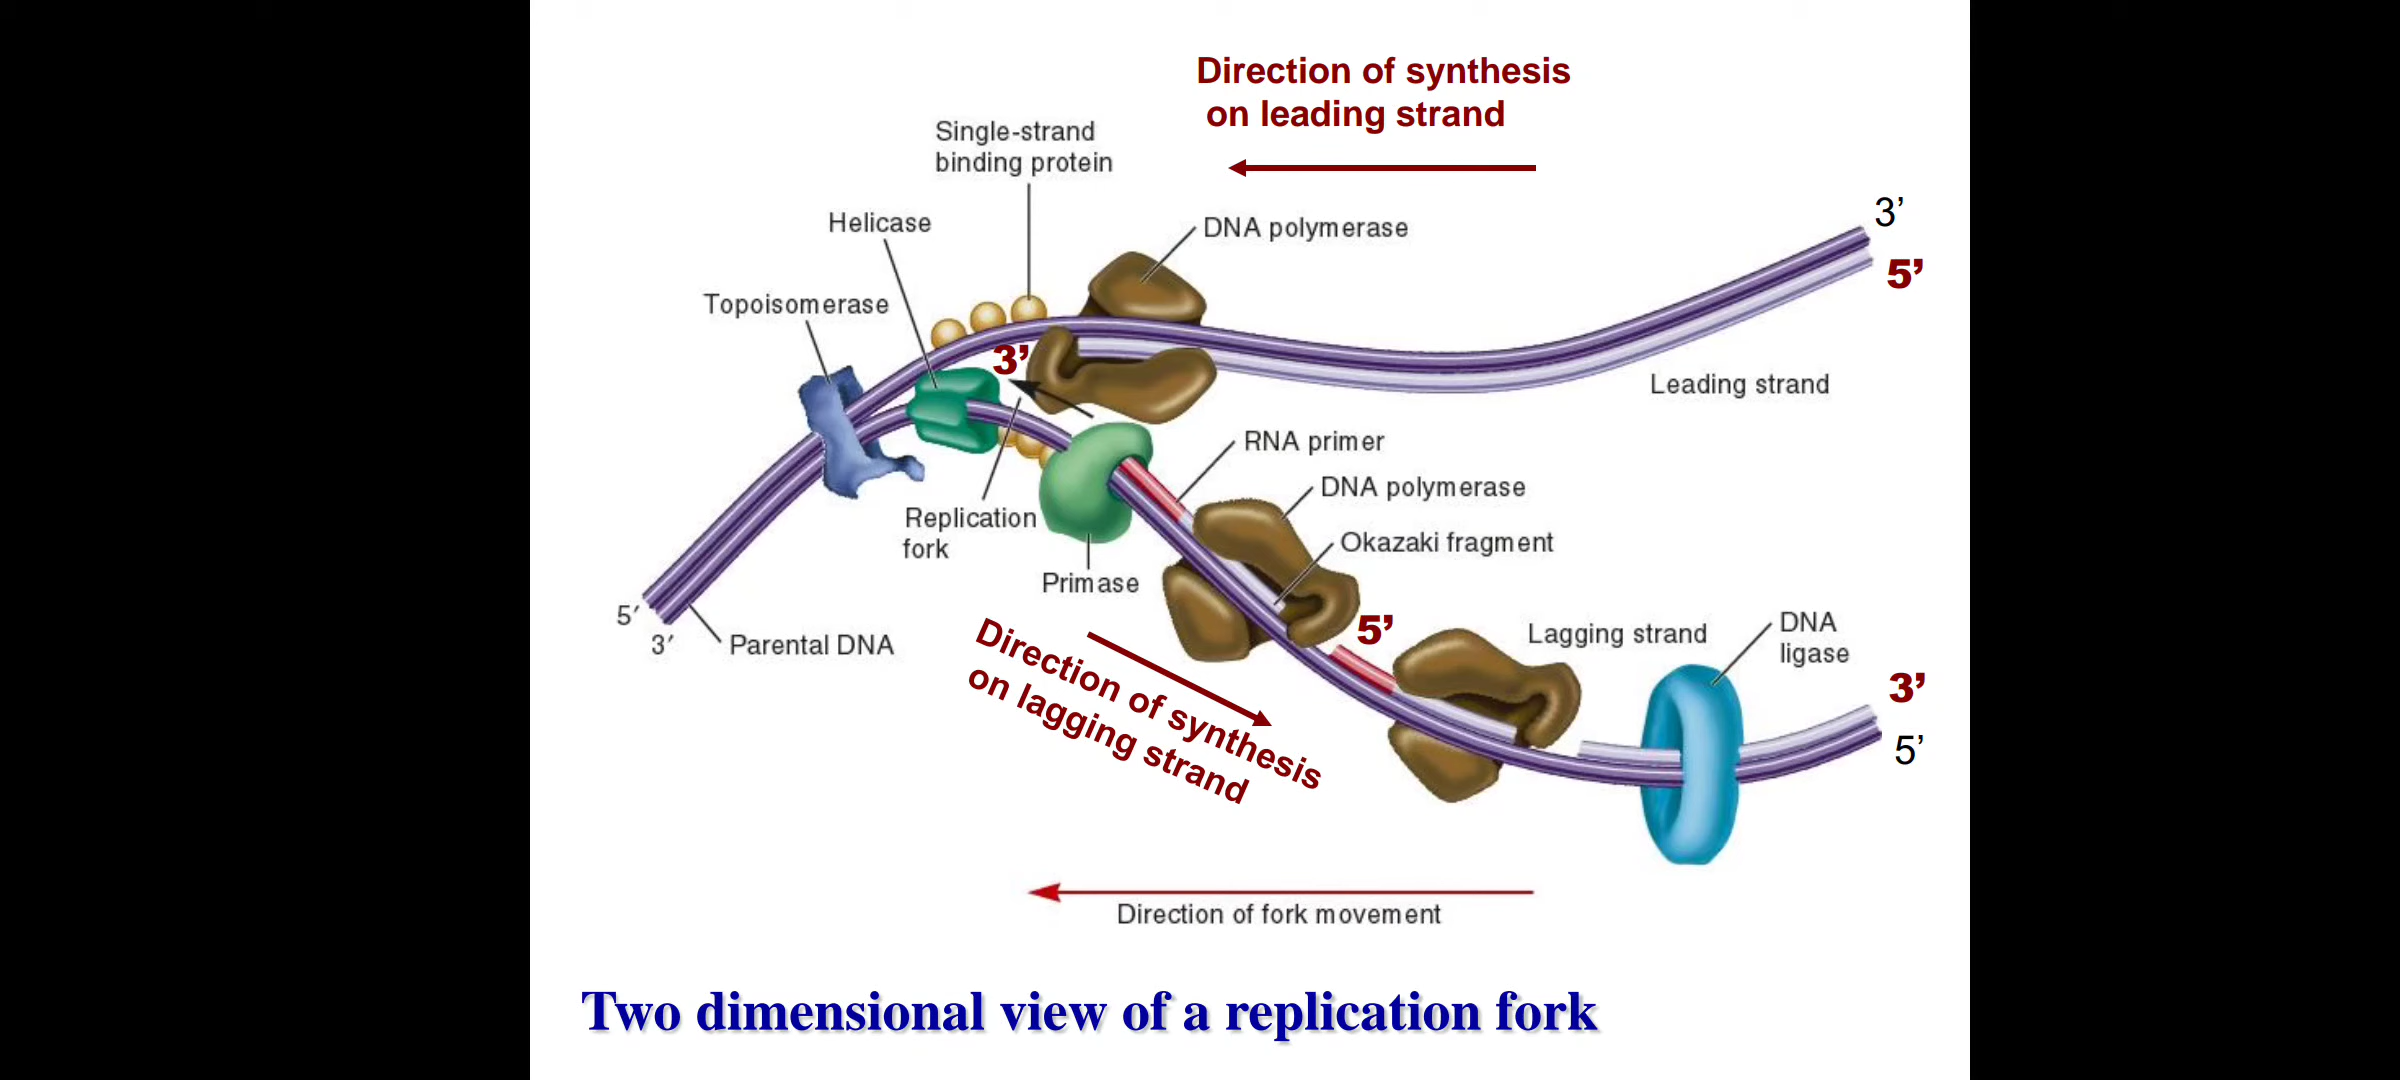 Direction of synthesis
on leading strand
Single-strand
binding protein
Helicase
DNA polymerase
3’
5’
Topoisomerase
3’
Leading strand
RNA primer
DNA polymerase
Replication
fork
Okazaki fragment
Primase
5′
3′
Parental DNA
5’
Lagging strand
DNA
ligase
Direction of synthesis
on lagging strand
3’
5’
Direction of fork movement
Two dimensional view of a replication fork